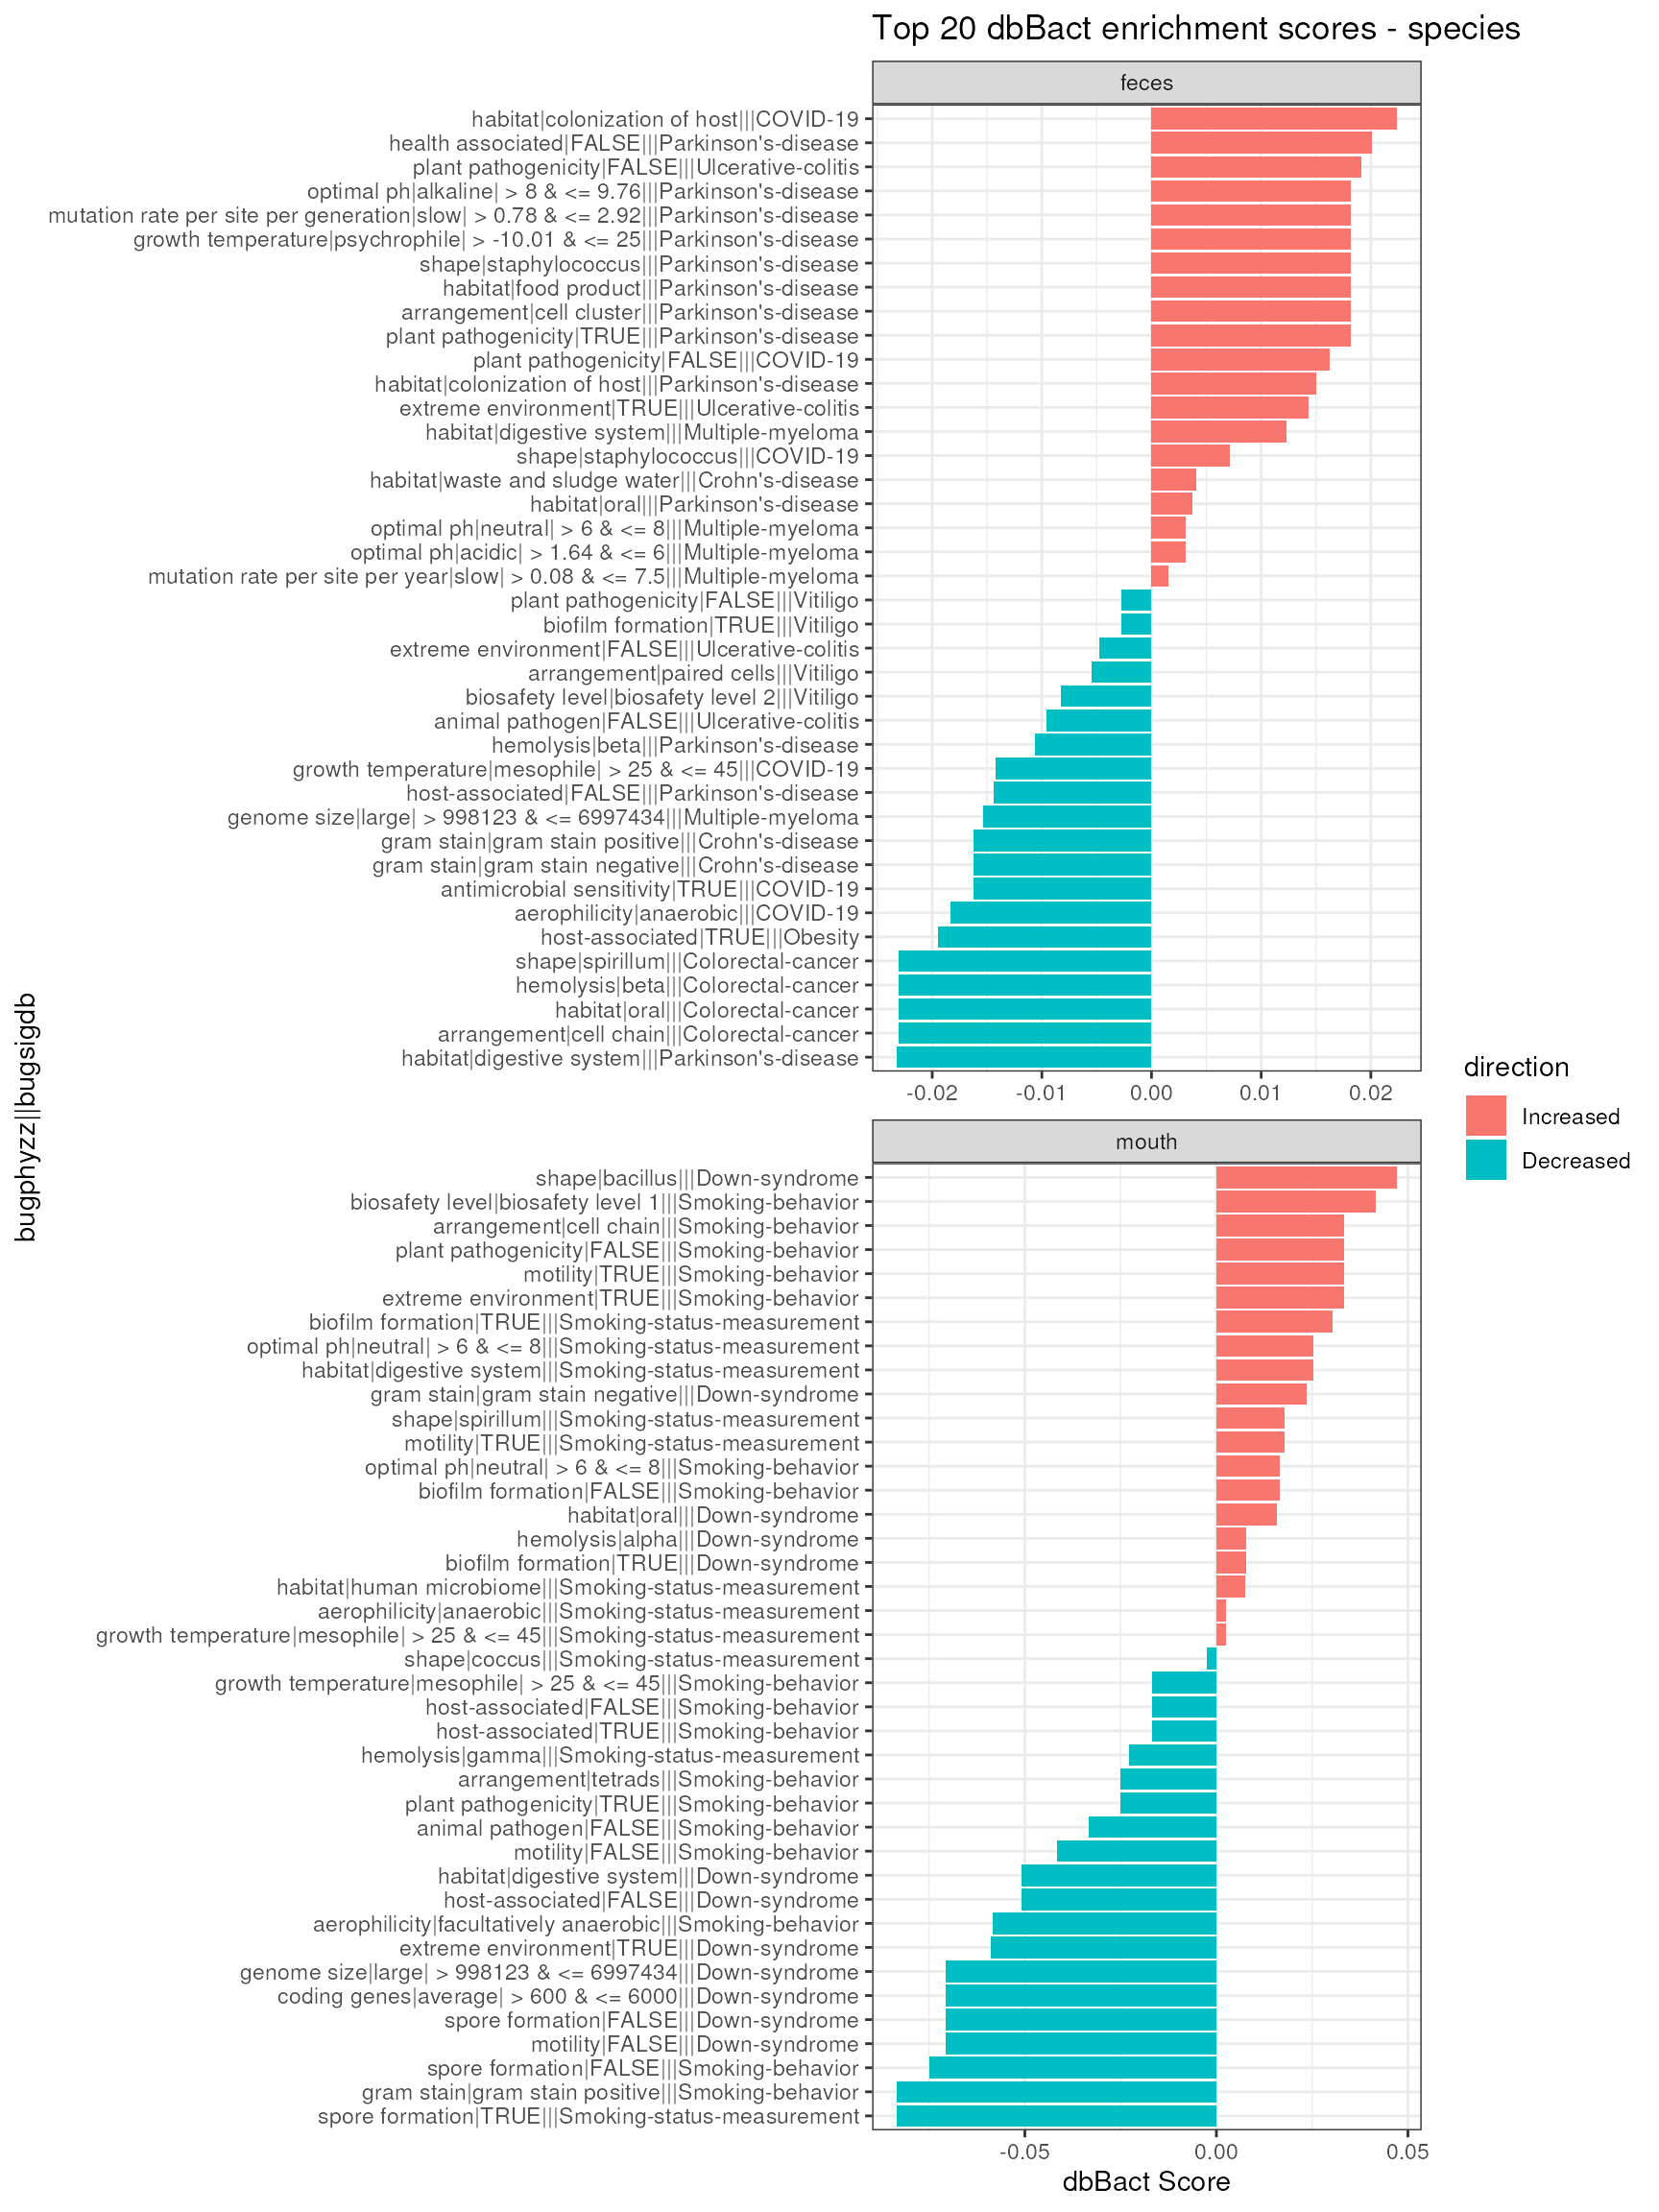 Top 20 dbBact enrichment scores - species
feces
habitat|colonization of host|||COVID-19
health associated|FALSE|||Parkinson's-disease
plant pathogenicity|FALSE|||Ulcerative-colitis
optimal ph|alkaline| > 8 & <= 9.76|||Parkinson's-disease
mutation rate per site per generation|slow| > 0.78 & <= 2.92|||Parkinson's-disease
growth temperature|psychrophile| > -10.01 & <= 25|||Parkinson's-disease
shape|staphylococcus|||Parkinson's-disease
habitat|food product|||Parkinson's-disease
arrangement|cell cluster|||Parkinson's-disease
plant pathogenicity|TRUE|||Parkinson's-disease
plant pathogenicity|FALSE|||COVID-19
habitat|colonization of host|||Parkinson's-disease
extreme environment|TRUE|||Ulcerative-colitis
habitat|digestive system|||Multiple-myeloma
shape|staphylococcus|||COVID-19
habitat|waste and sludge water|||Crohn's-disease
habitat|oral|||Parkinson's-disease
optimal ph|neutral| > 6 & <= 8|||Multiple-myeloma
optimal ph|acidic| > 1.64 & <= 6|||Multiple-myeloma
mutation rate per site per year|slow| > 0.08 & <= 7.5|||Multiple-myeloma
plant pathogenicity|FALSE|||Vitiligo
biofilm formation|TRUE|||Vitiligo
extreme environment|FALSE|||Ulcerative-colitis
arrangement|paired cells|||Vitiligo
biosafety level|biosafety level 2|||Vitiligo
animal pathogen|FALSE|||Ulcerative-colitis
hemolysis|beta|||Parkinson's-disease
growth temperature|mesophile| > 25 & <= 45|||COVID-19
host-associated|FALSE|||Parkinson's-disease
genome size|large| > 998123 & <= 6997434|||Multiple-myeloma
gram stain|gram stain positive|||Crohn's-disease
gram stain|gram stain negative|||Crohn's-disease
antimicrobial sensitivity|TRUE|||COVID-19
aerophilicity|anaerobic|||COVID-19
host-associated|TRUE|||Obesity
shape|spirillum|||Colorectal-cancer
hemolysis|beta|||Colorectal-cancer
habitat|oral|||Colorectal-cancer
arrangement|cell chain|||Colorectal-cancer
habitat|digestive system|||Parkinson's-disease
-0.02 -0.01 0.00 0.01 0.02
mouth
shape|bacillus|||Down-syndrome
biosafety level|biosafety level 1|||Smoking-behavior
arrangement|cell chain|||Smoking-behavior
plant pathogenicity|FALSE|||Smoking-behavior
motility|TRUE|||Smoking-behavior
extreme environment|TRUE|||Smoking-behavior
biofilm formation|TRUE|||Smoking-status-measurement
optimal ph|neutral| > 6 & <= 8|||Smoking-status-measurement
habitat|digestive system|||Smoking-status-measurement
gram stain|gram stain negative|||Down-syndrome
shape|spirillum|||Smoking-status-measurement
motility|TRUE|||Smoking-status-measurement
optimal ph|neutral| > 6 & <= 8|||Smoking-behavior
biofilm formation|FALSE|||Smoking-behavior
habitat|oral|||Down-syndrome
hemolysis|alpha|||Down-syndrome
biofilm formation|TRUE|||Down-syndrome
habitat|human microbiome|||Smoking-status-measurement
aerophilicity|anaerobic|||Smoking-status-measurement
growth temperature|mesophile| > 25 & <= 45|||Smoking-status-measurement
shape|coccus|||Smoking-status-measurement
growth temperature|mesophile| > 25 & <= 45|||Smoking-behavior
host-associated|FALSE|||Smoking-behavior
host-associated|TRUE|||Smoking-behavior
hemolysis|gamma|||Smoking-status-measurement
arrangement|tetrads|||Smoking-behavior
plant pathogenicity|TRUE|||Smoking-behavior
animal pathogen|FALSE|||Smoking-behavior
motility|FALSE|||Smoking-behavior
habitat|digestive system|||Down-syndrome
host-associated|FALSE|||Down-syndrome
aerophilicity|facultatively anaerobic|||Smoking-behavior
extreme environment|TRUE|||Down-syndrome
genome size|large| > 998123 & <= 6997434|||Down-syndrome
coding genes|average| > 600 & <= 6000|||Down-syndrome
spore formation|FALSE|||Down-syndrome
motility|FALSE|||Down-syndrome
spore formation|FALSE|||Smoking-behavior
gram stain|gram stain positive|||Smoking-behavior
spore formation|TRUE|||Smoking-status-measurement
-0.05 0.00 0.05
dbBact Score
bugphyzz||bugsigdb
direction
Increased
Decreased